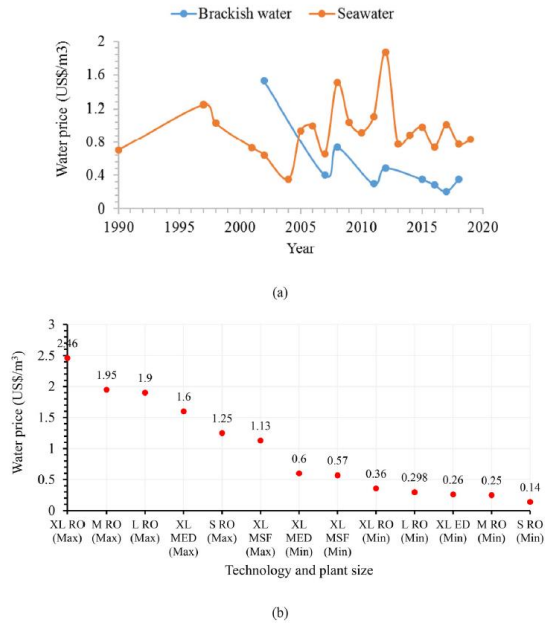 Brackish water Seawater
Water price (US$/m3)
2
1.6
1.2
0.8
0.4
0
1990 1995 2000 2005 2010 2015 2020
Year
(a)
Water price (US$/m³)
3
2.5
2
1.5
1
0.5
0
2.46
1.95
1.9
1.6
1.25
1.13
0.6
0.57
0.36
0.298
0.26
0.25
0.14
XL RO M RO L RO XL S RO XL XL XL XL RO L RO XL ED M RO S RO
(Max) (Max) (Max) MED (Max) MSF MED MSF (Min) (Min) (Min) (Min) (Min)
(Max) (Max) (Min) (Min)
Technology and plant size
(b)